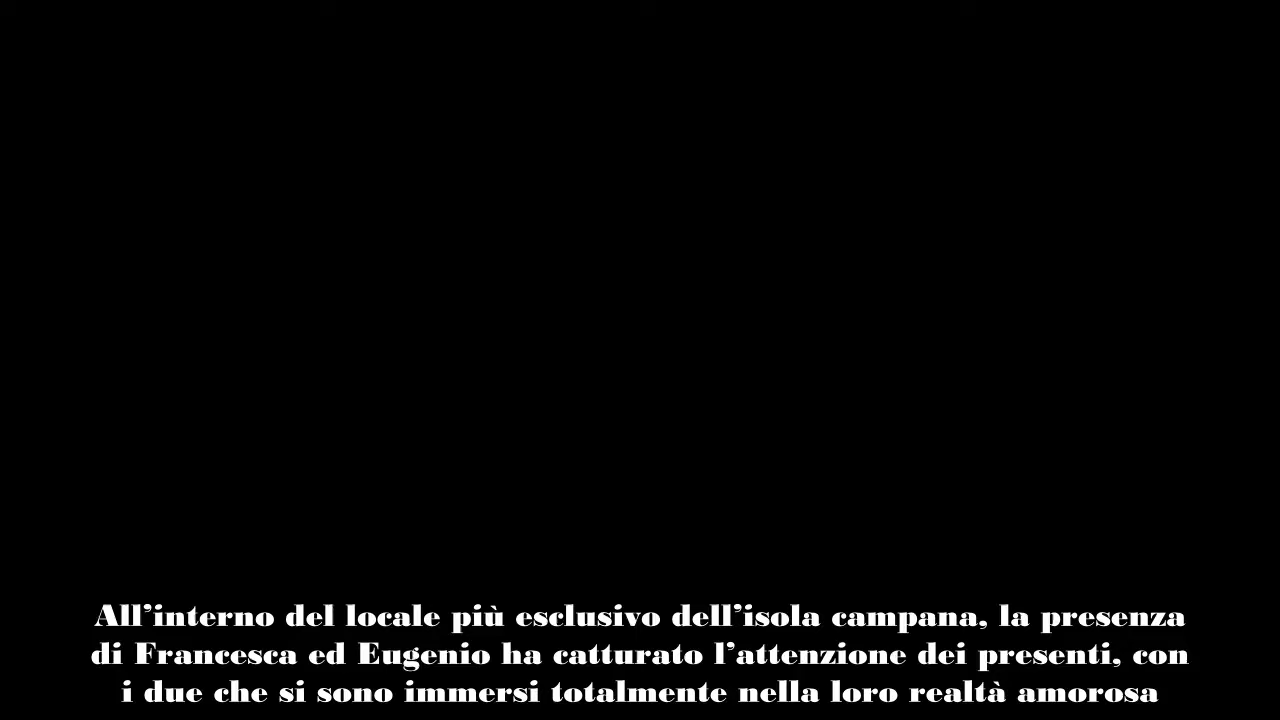 All’interno del locale più esclusivo dell’isola campana, la presenza
di Francesca ed Eugenio ha catturato l’attenzione dei presenti, con
i due che si sono immersi totalmente nella loro realtà amorosa